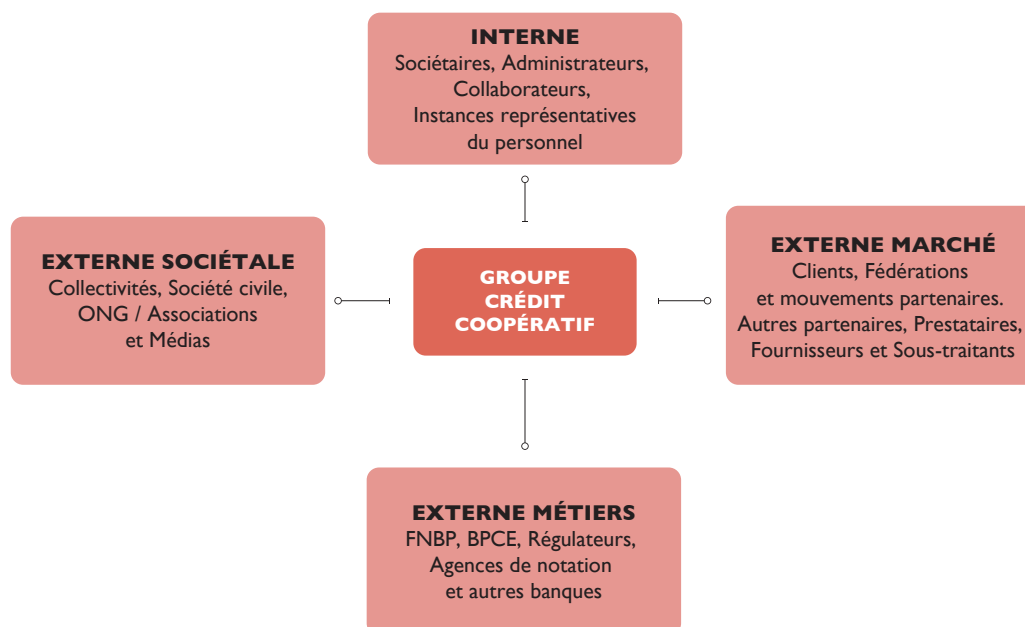 INTERNE
Sociétaires, Administrateurs,
Collaborateurs,
Instances représentatives
du personnel
EXTERNE SOCIÉTALE
Collectivités, Société civile,
ONG / Associations
et Médias
GROUPE
CRÉDIT
COOPÉRATIF
EXTERNE MARCHÉ
Clients, Fédérations
et mouvements partenaires.
Autres partenaires, Prestataires,
Fournisseurs et Sous-traitants
EXTERNE MÉTIERS
FNBP, BPCE, Régulateurs,
Agences de notation
et autres banques